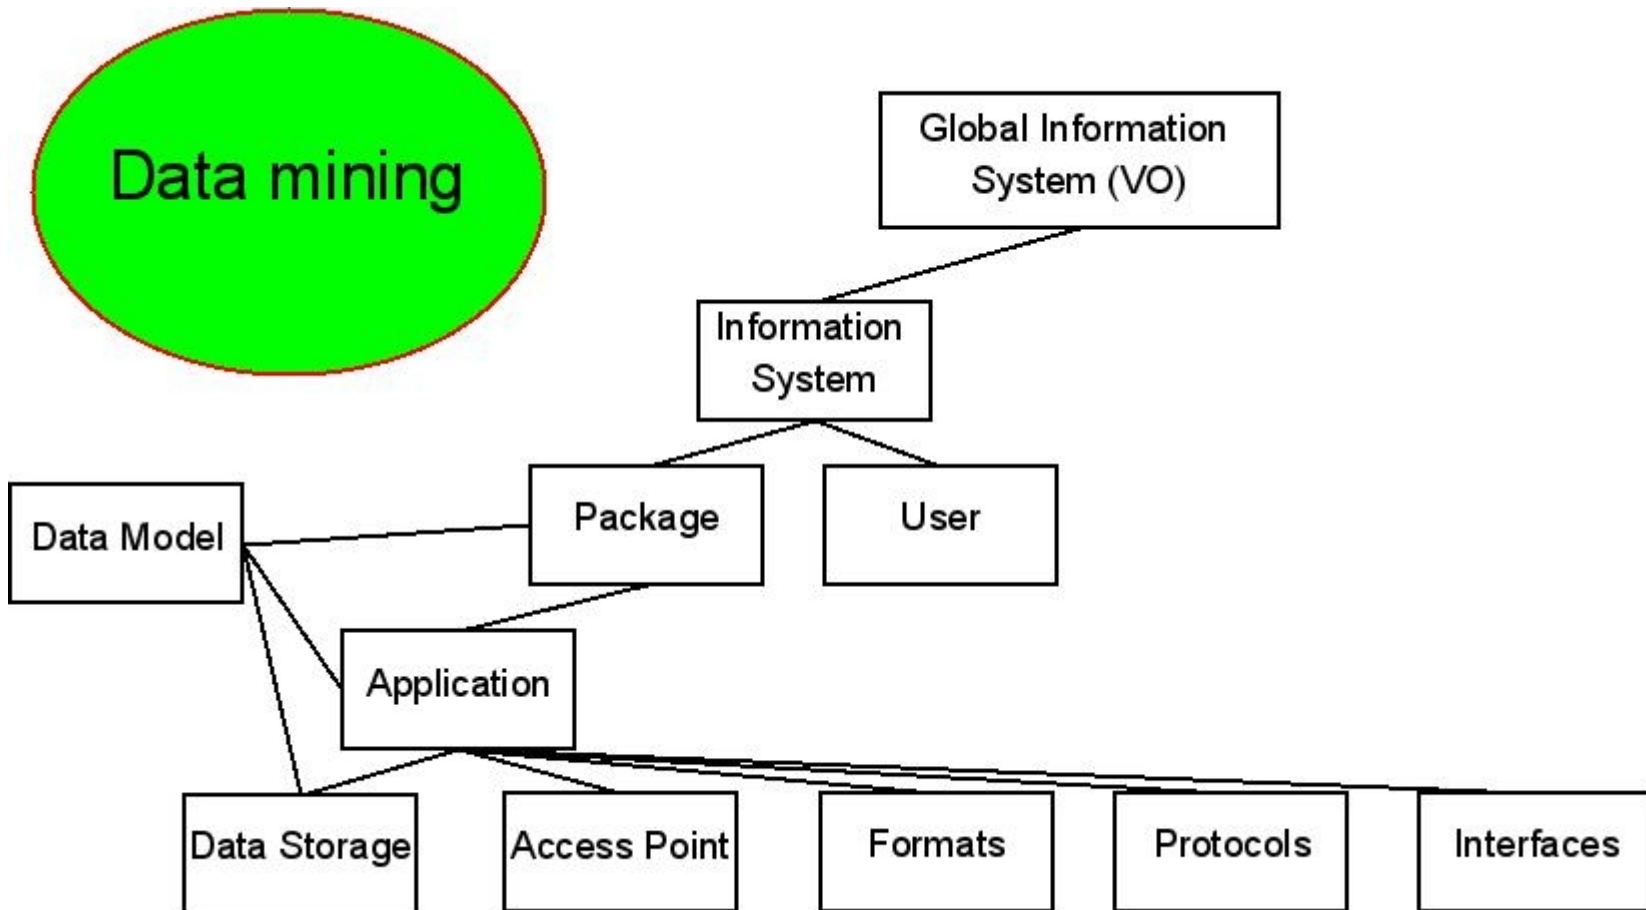 Data mining
Global Information
System (VO)
Information
System
Package
User
Data Model
Application
Data Storage
Access Point
Formats
Protocols
Interfaces